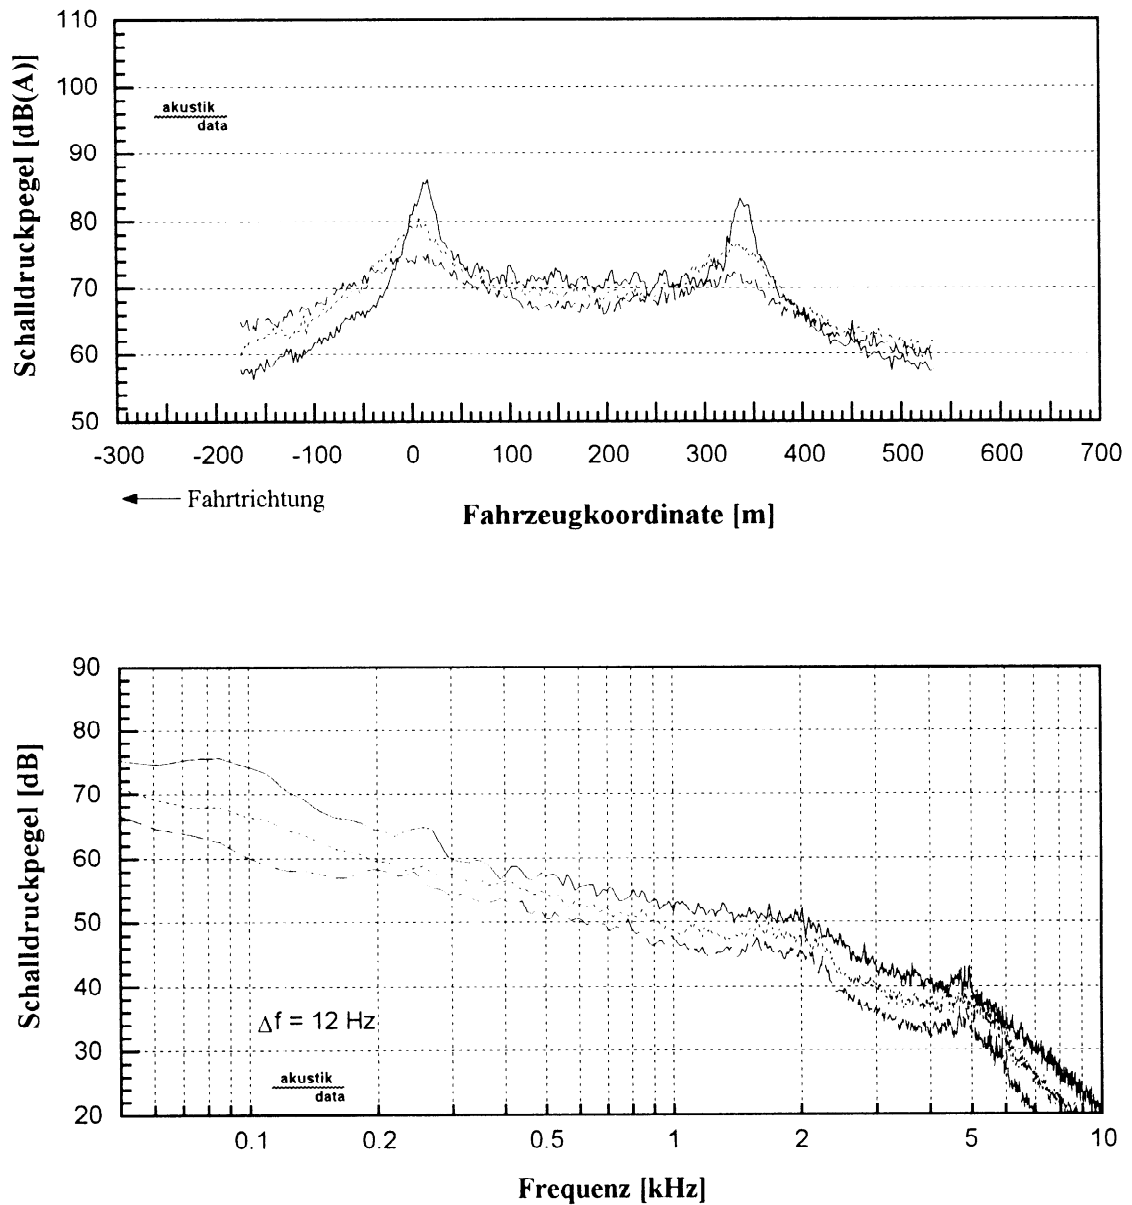 Schalldruckpegel [dB(A)]
110
100
90
80
70
60
50
akustik
data
-300 -200 -100 0 100 200 300 400 500 600 700
Fahrtrichtung
Fahrzeugkoordinate [m]
Schalldruckpegel [dB]
90
80
70
60
50
40
30
20
Δf = 12 Hz
akustik
data
0.1 0.2 0.5 1 2 5 10
Frequenz [kHz]